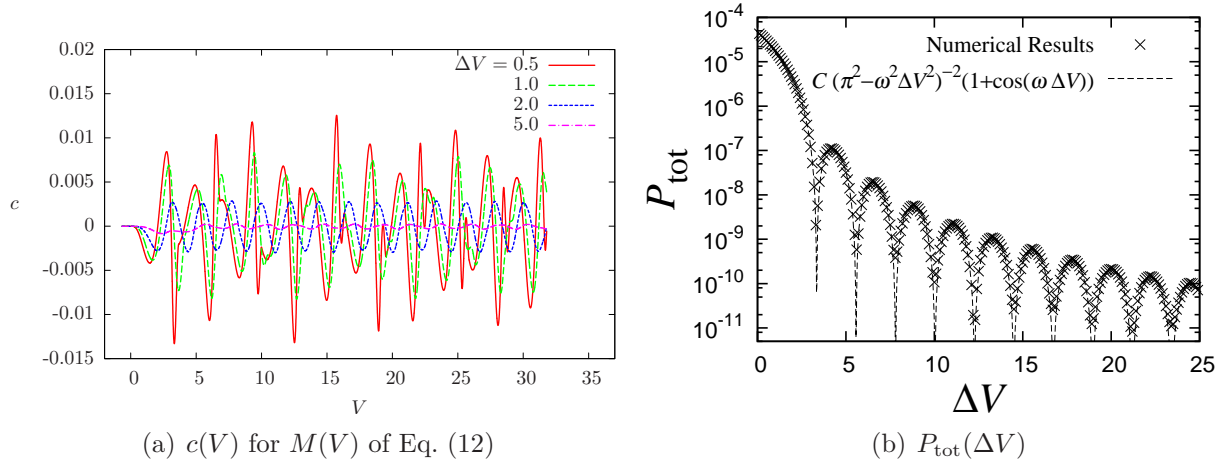 0.02
0.015
0.01
0.005
0
-0.005
-0.01
-0.015
c
ΔV = 0.5
1.0
2.0
5.0
0 5 10 15 20 25 30 35
V
(a) c(V) for M(V) of Eq. (12)
10^-4
10^-5
10^-6
10^-7
10^-8
10^-9
10^-10
10^-11
P_tot
Numerical Results
C (π^2−ω^2ΔV^2)^-2(1+cos(ω ΔV))
0 5 10 15 20 25
ΔV
(b) P_tot(ΔV)